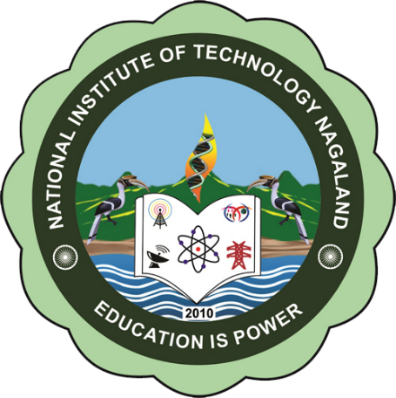 NATIONAL INSTITUTE OF TECHNOLOGY NAGALAND
2010
EDUCATION IS POWER